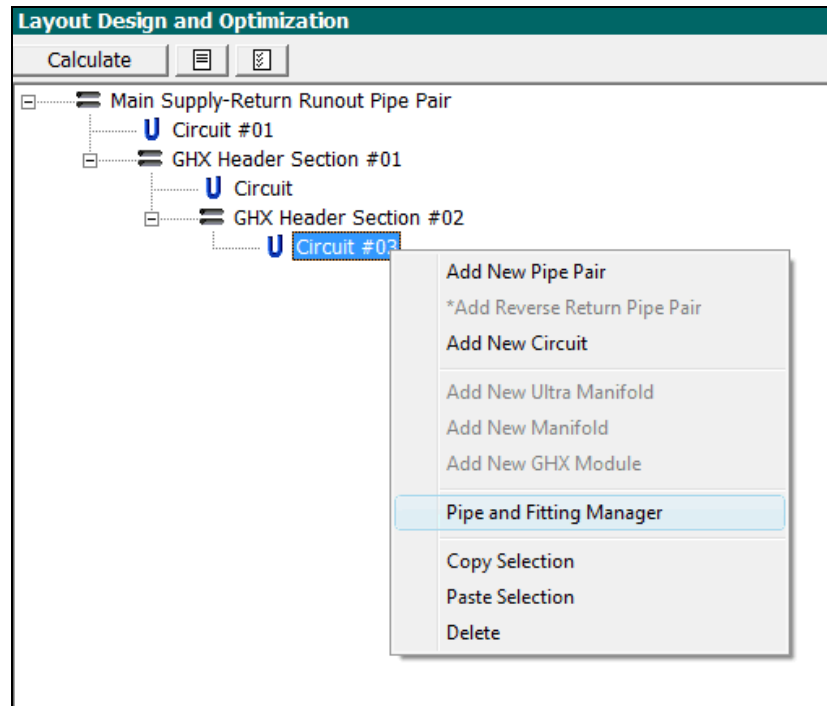 Layout Design and Optimization
Calculate
Main Supply-Return Runout Pipe Pair
Circuit #01
GHX Header Section #01
Circuit
GHX Header Section #02
Circuit #03
Add New Pipe Pair
*Add Reverse Return Pipe Pair
Add New Circuit
Add New Ultra Manifold
Add New Manifold
Add New GHX Module
Pipe and Fitting Manager
Copy Selection
Paste Selection
Delete